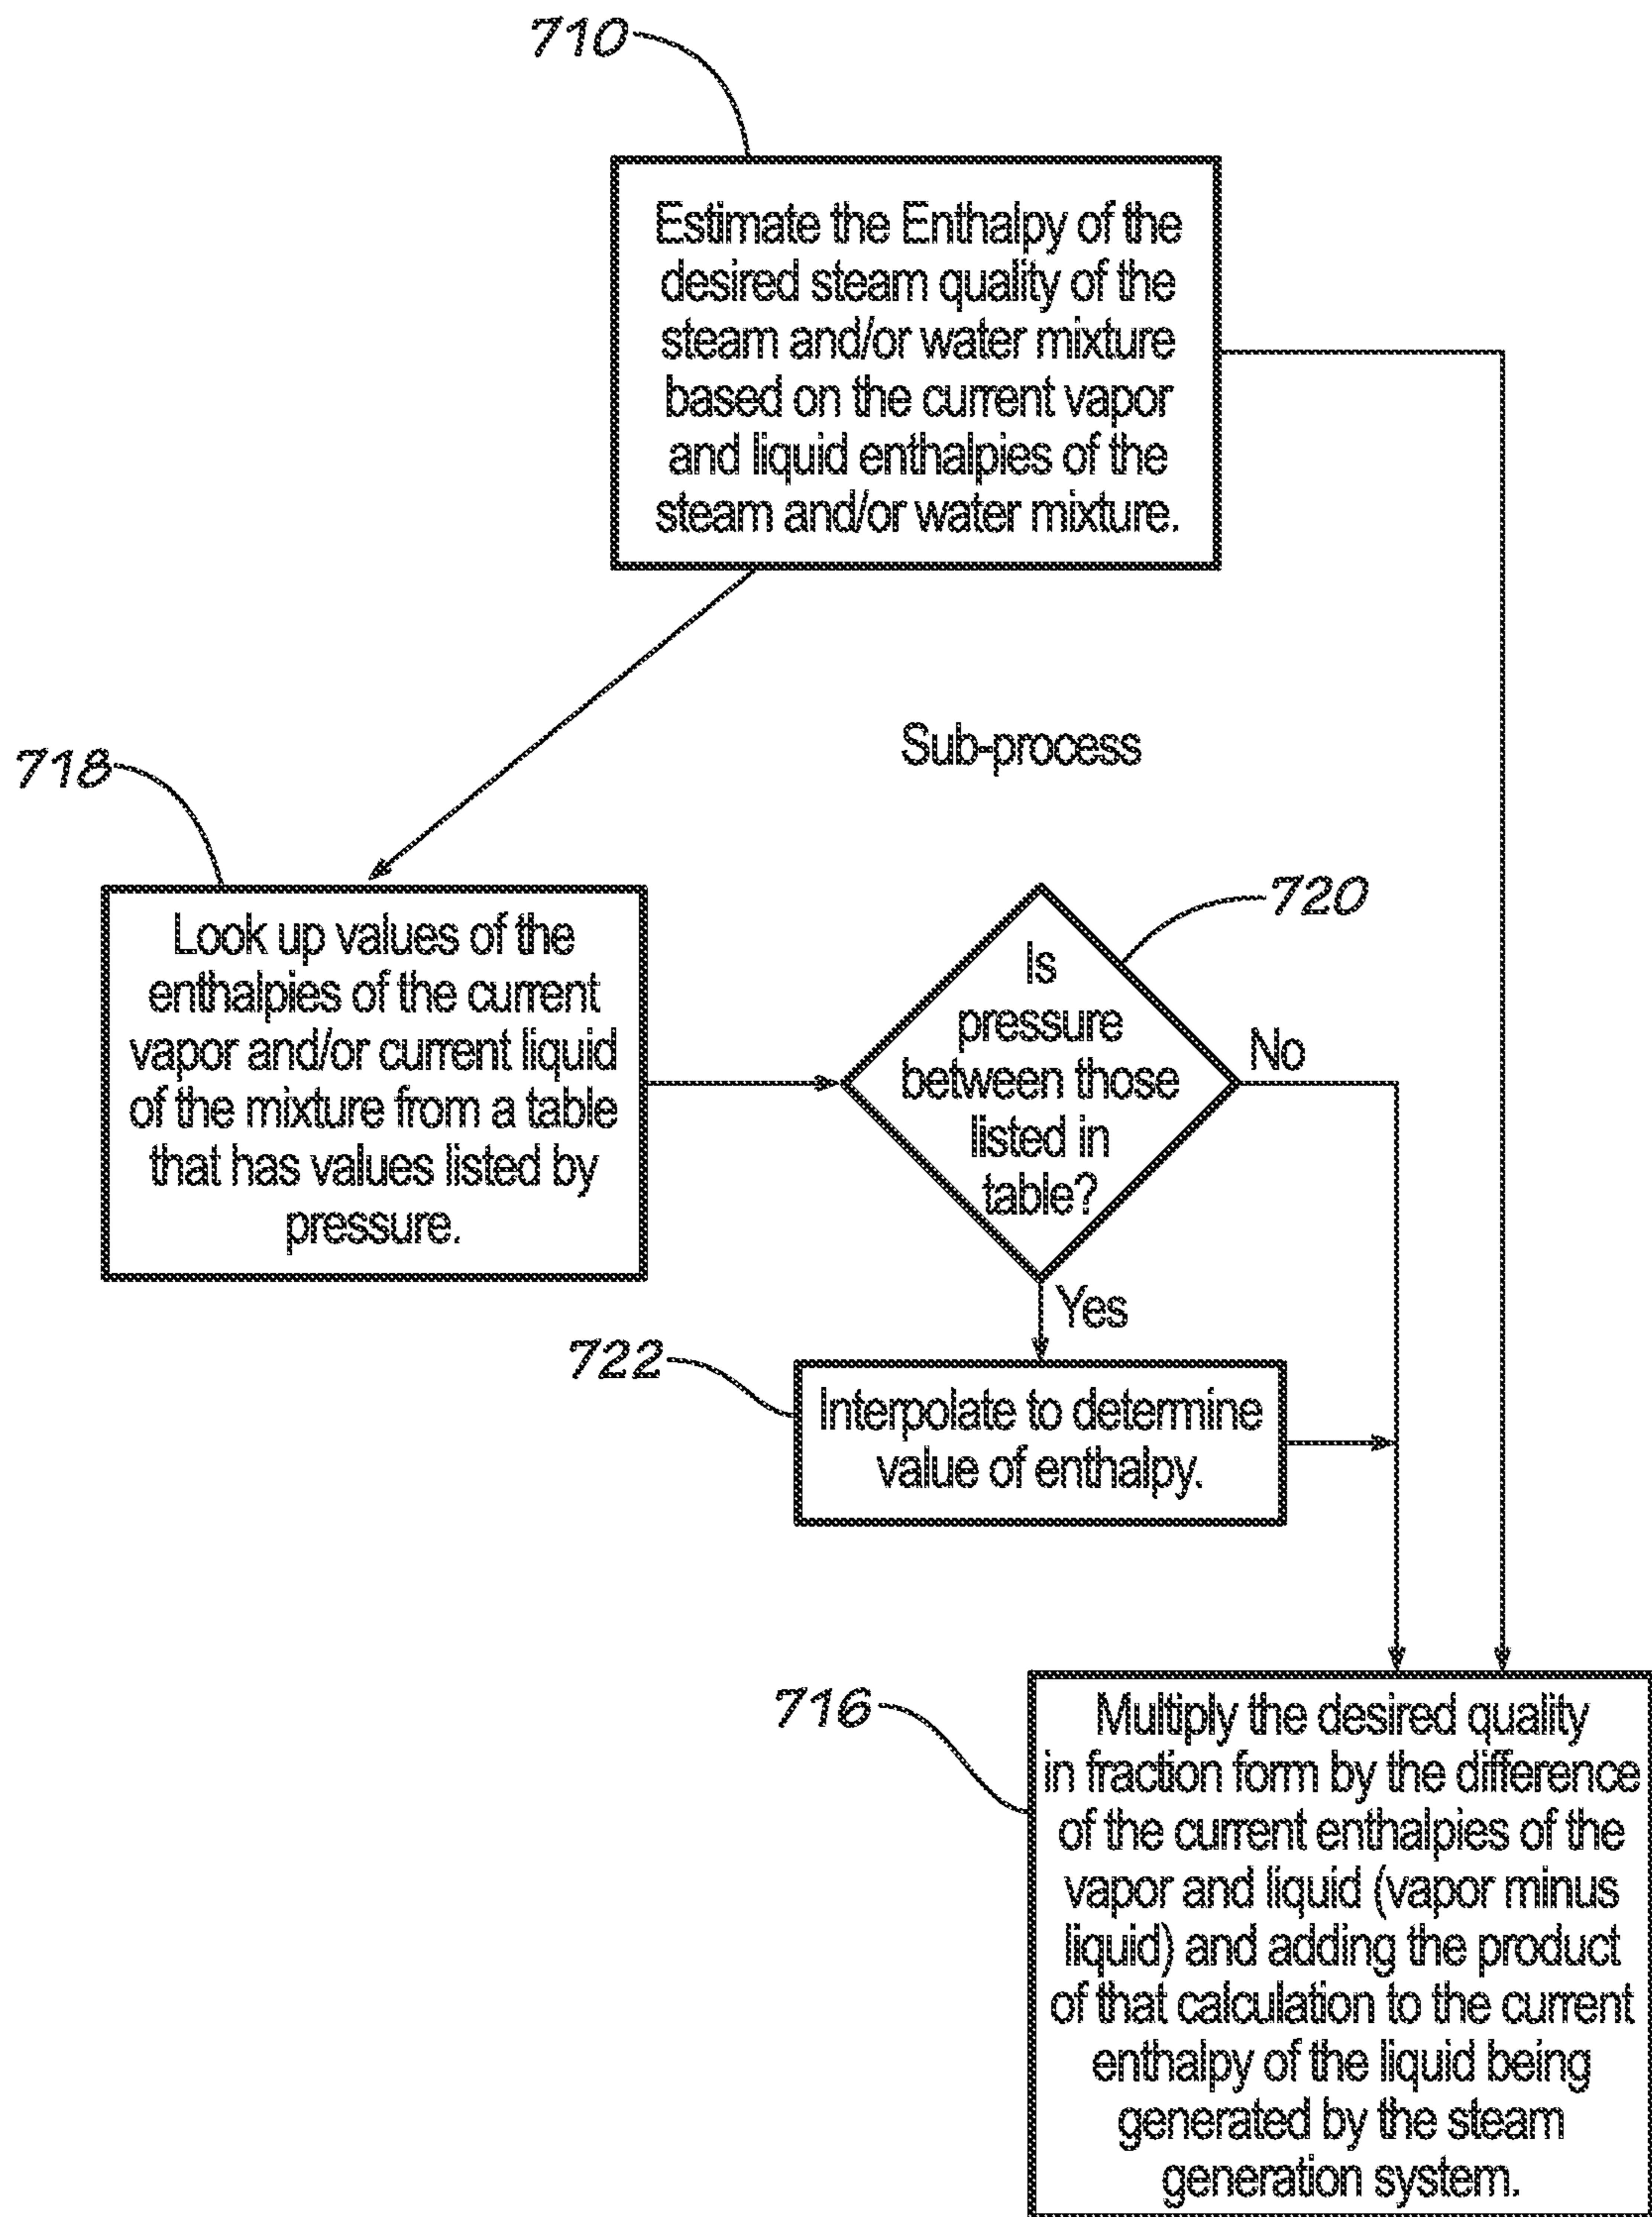 710
Estimate the Enthalpy of the
desired steam quality of the
steam and/or water mixture
based on the current vapor
and liquid enthalpies of the
steam and/or water mixture.
Sub-process
718
Look up values of the
enthalpies of the current
vapor and/or current liquid
of the mixture from a table
that has values listed by
pressure.
720
Is
pressure
between those
listed in
table?
No
Yes
722
Interpolate to determine
value of enthalpy.
716
Multiply the desired quality
in fraction form by the difference
of the current enthalpies of the
vapor and liquid (vapor minus
liquid) and adding the product
of that calculation to the current
enthalpy of the liquid being
generated by the steam
generation system.